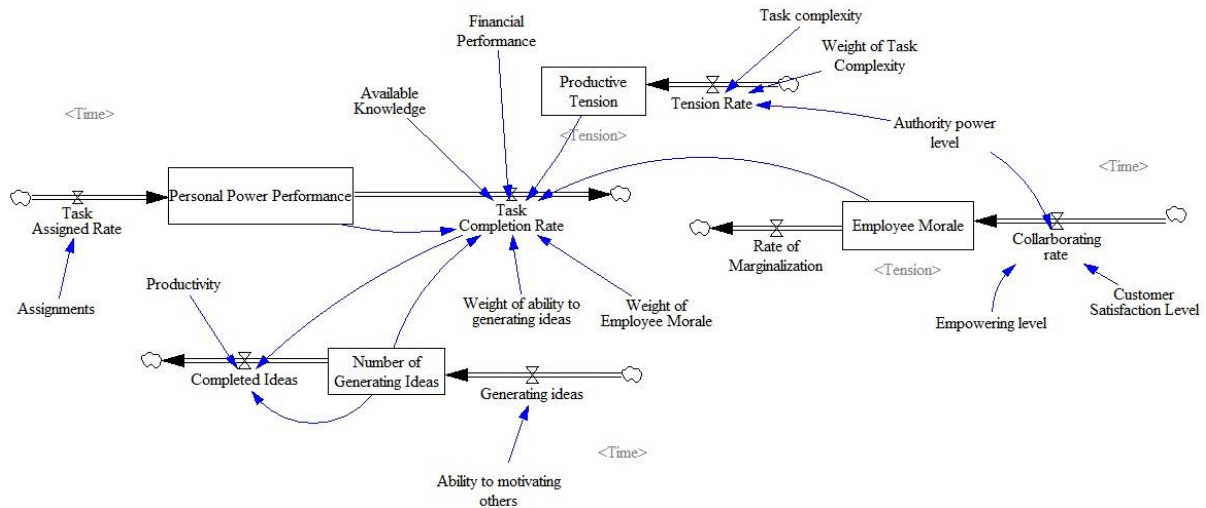 Task complexity
Financial
Performance
Weight of Task
Complexity
Productive
Tension
Tension Rate
Available
Knowledge
<Time>
<Tension>
Authority power
level
<Time>
Personal Power Performance
Task
Assigned Rate
Task
Completion Rate
Employee Morale
Rate of
Marginalization
Collarborating
rate
<Tension>
Productivity
Assignments
Weight of ability to
generating ideas
Weight of
Employee Morale
Customer
Satisfaction Level
Empowering level
Number of
Generating Ideas
Completed Ideas
Generating ideas
<Time>
Ability to motivating
others